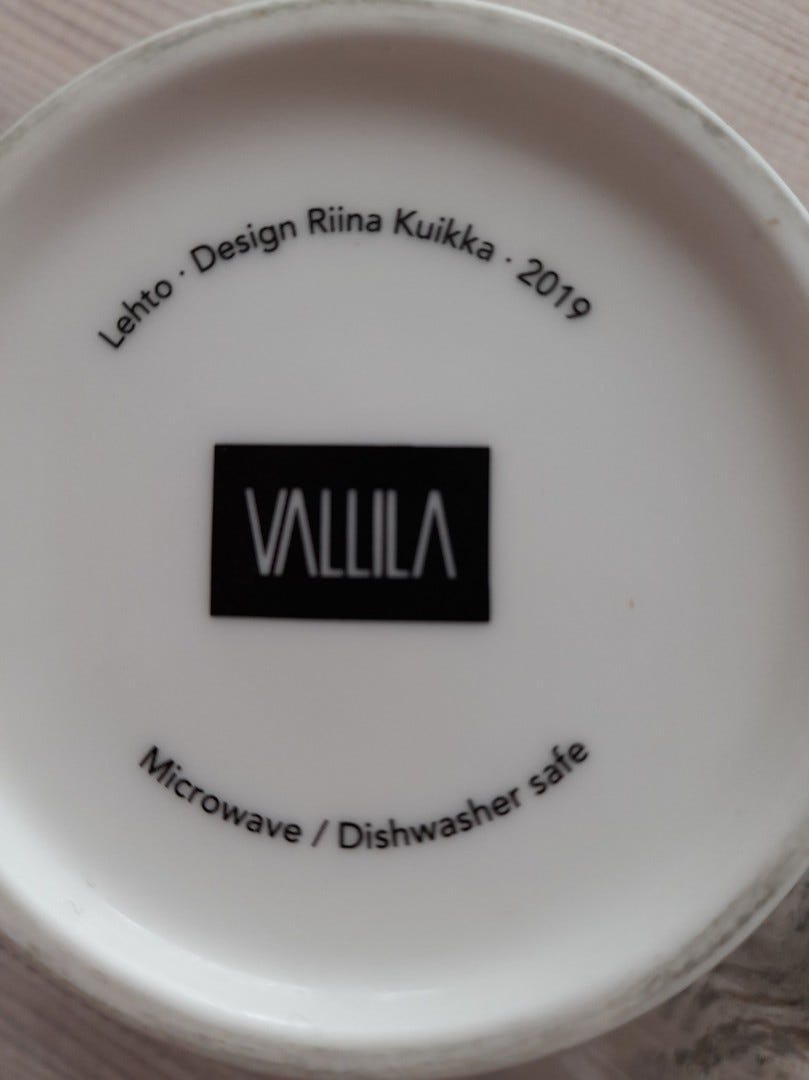 Lehto · Design Riina Kuikka · 2019
VALLILA
Microwave / Dishwasher safe